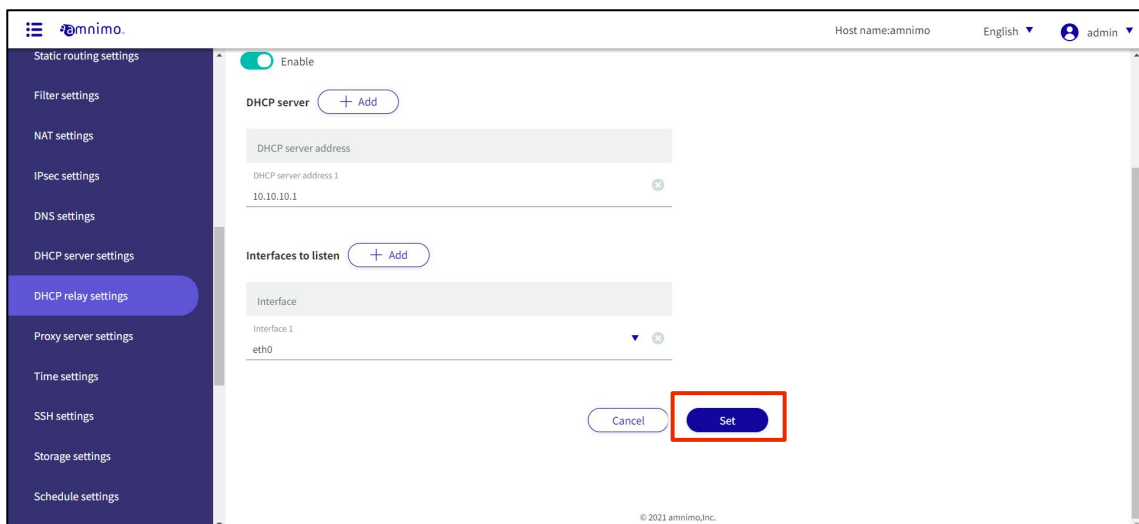 amnimo
Host name:amnimo
English
admin
Static routing settings
Filter settings
NAT settings
IPsec settings
DNS settings
DHCP server settings
DHCP relay settings
Proxy server settings
Time settings
SSH settings
Storage settings
Schedule settings
Enable
DHCP server
+ Add
DHCP server address
DHCP server address 1
10.10.10.1
Interfaces to listen
+ Add
Interface
Interface 1
eth0
Cancel
Set
© 2021 amnimo,Inc.